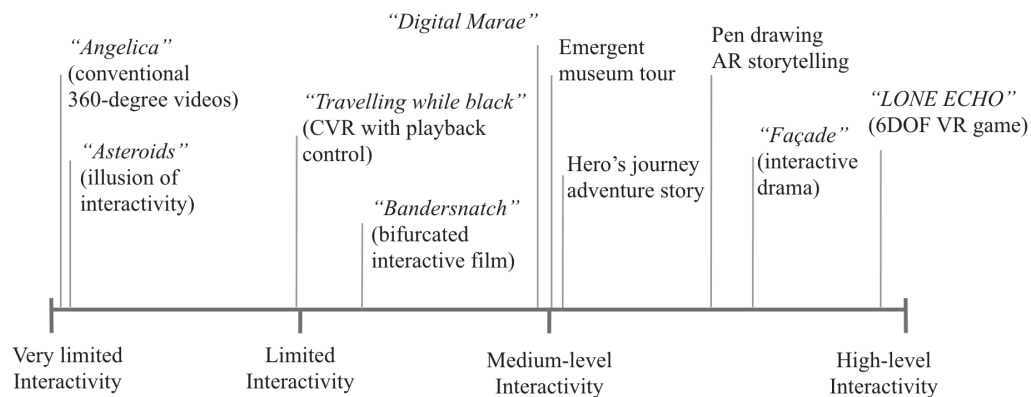 “Angelica”
(conventional
360-degree videos)
“Asteroids”
(illusion of
interactivity)
“Travelling while black”
(CVR with playback
control)
“Bandersnatch”
(bifurcated
interactive film)
“Digital Marae”
Emergent
museum tour
Hero’s journey
adventure story
Pen drawing
AR storytelling
“Façade”
(interactive
drama)
“LONE ECHO”
(6DOF VR game)
Very limited
Interactivity
Limited
Interactivity
Medium-level
Interactivity
High-level
Interactivity